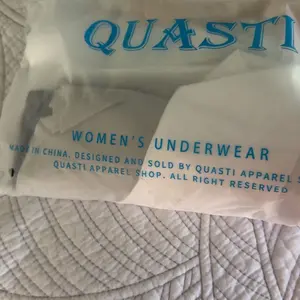 QUASTI
WOMEN'S UNDERWEAR
MADE IN CHINA. DESIGNED AND SOLD BY QUASTI APPAREL S
QUASTI APPAREL SHOP. ALL RIGHT RESERVED